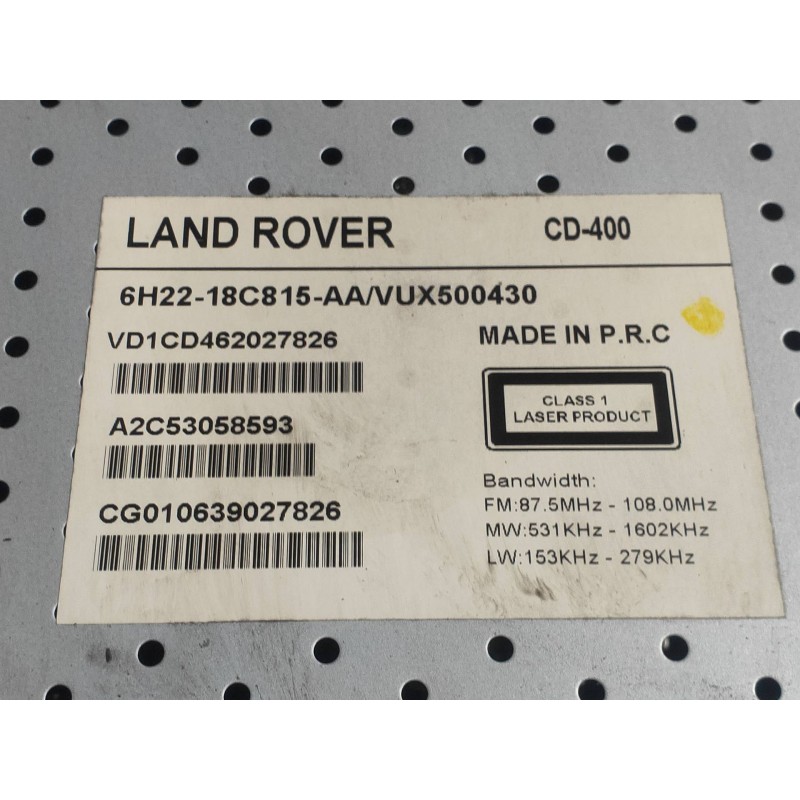 LAND ROVER CD-400
6H22-18C815-AA/VUX500430
VD1CD462027826
MADE IN P.R.C
A2C53058593
CG010639027826
CLASS 1
LASER PRODUCT
Bandwidth:
FM:87.5MHz - 108.0MHz
MW:531KHz - 1602KHz
LW:153KHz - 279KHz